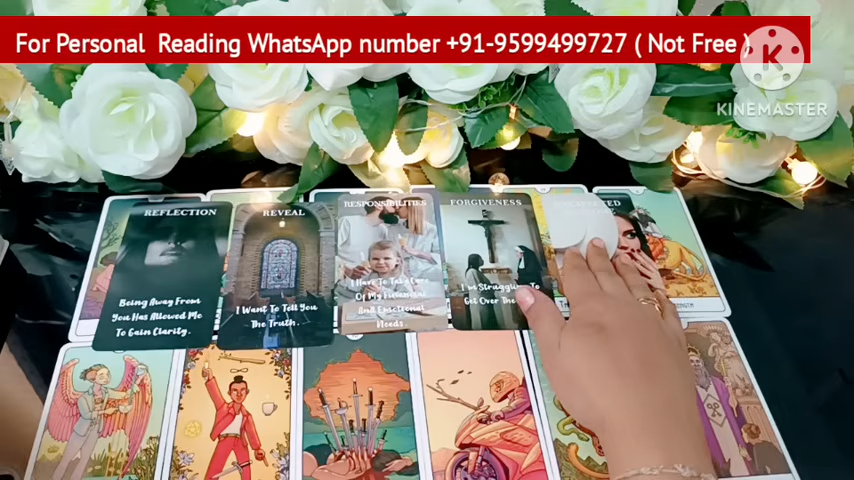 For Personal Reading WhatsApp number +91-9599499727 ( Not Free )
KINEMASTER
REFLECTION
Being Away From
You Has Allowed Me
To Gain Clarity.
REVEAL
I Want To Tell You
The Truth.
RESPONSIBILITIES
I Have To Take Care
Of My Financial
And Emotional
Needs
FORGIVENESS
I'm Struggling To
Get Over The